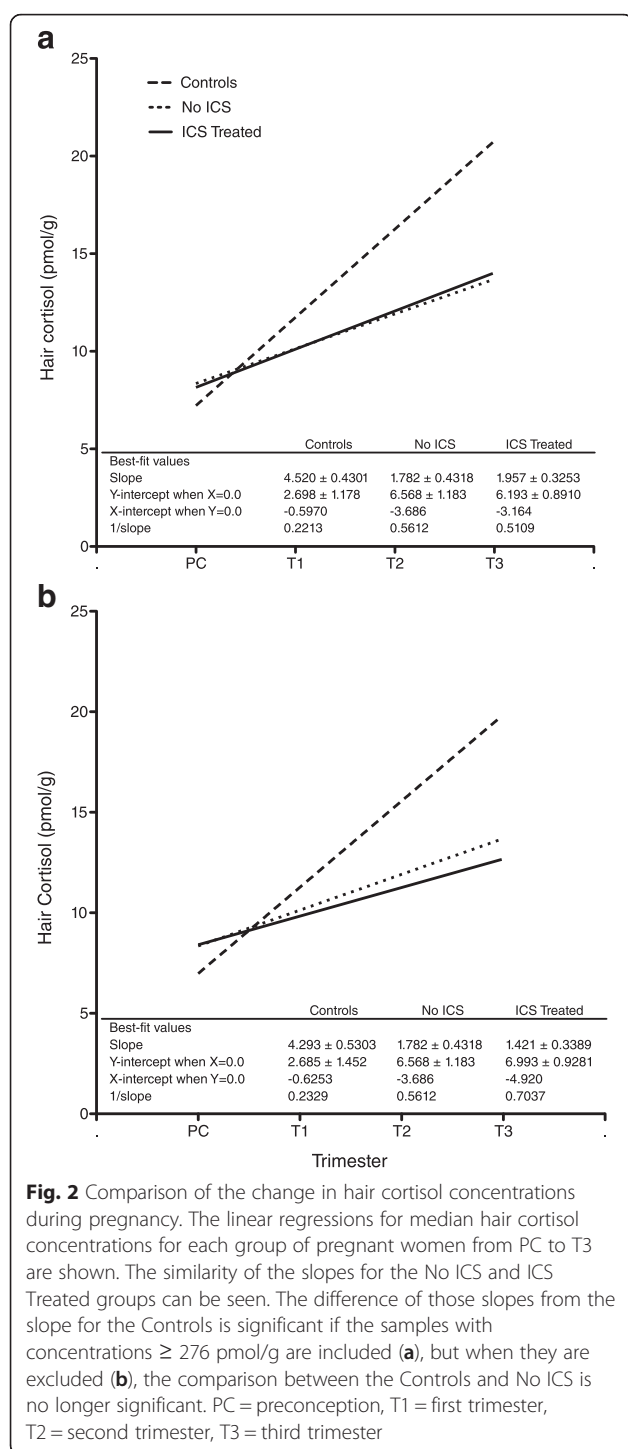 a
25
Controls
No ICS
ICS Treated
20
15
10
5
0
Hair cortisol (pmol/g)
Controls No ICS ICS Treated
Best-fit values
Slope 4.520 ± 0.4301 1.782 ± 0.4318 1.957 ± 0.3253
Y-intercept when X=0.0 2.698 ± 1.178 6.568 ± 1.183 6.193 ± 0.8910
X-intercept when Y=0.0 -0.5970 -3.686 -3.164
1/slope 0.2213 0.5612 0.5109
. PC T1 T2 T3 .
b
25
20
15
10
5
0
Hair Cortisol (pmol/g)
Controls No ICS ICS Treated
Best-fit values
Slope 4.293 ± 0.5303 1.782 ± 0.4318 1.421 ± 0.3389
Y-intercept when X=0.0 2.685 ± 1.452 6.568 ± 1.183 6.993 ± 0.9281
X-intercept when Y=0.0 -0.6253 -3.686 -4.920
1/slope 0.2329 0.5612 0.7037
. PC T1 T2 T3 .
Trimester
Fig. 2 Comparison of the change in hair cortisol concentrations
during pregnancy. The linear regressions for median hair cortisol
concentrations for each group of pregnant women from PC to T3
are shown. The similarity of the slopes for the No ICS and ICS
Treated groups can be seen. The difference of those slopes from the
slope for the Controls is significant if the samples with
concentrations ≥ 276 pmol/g are included (a), but when they are
excluded (b), the comparison between the Controls and No ICS is
no longer significant. PC = preconception, T1 = first trimester,
T2 = second trimester, T3 = third trimester